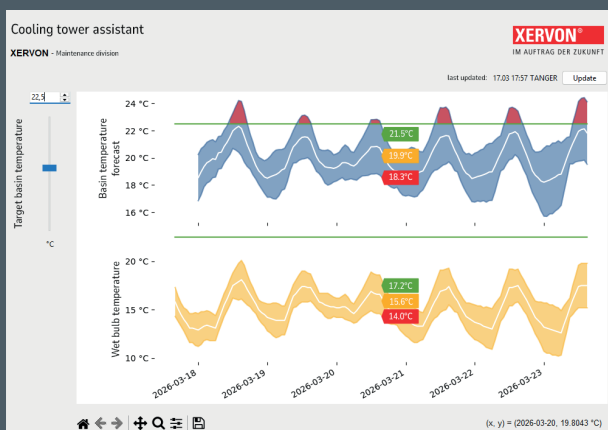 Cooling tower assistant
XERVON - Maintenance division
XERVON®
IM AUFTRAG DER ZUKUNFT
last updated: 17.03 17:57 TANGER
Update
22,5
Target basin temperature
°C
Basin temperature
forecast
24 °C
22 °C
20 °C
18 °C
16 °C
21.5°C
19.9°C
18.3°C
Wet bulb temperature
20 °C
15 °C
10 °C
17.2°C
15.6°C
14.0°C
2026-03-18
2026-03-19
2026-03-20
2026-03-21
2026-03-22
2026-03-23
(x, y) = (2026-03-20, 19.8043 °C)